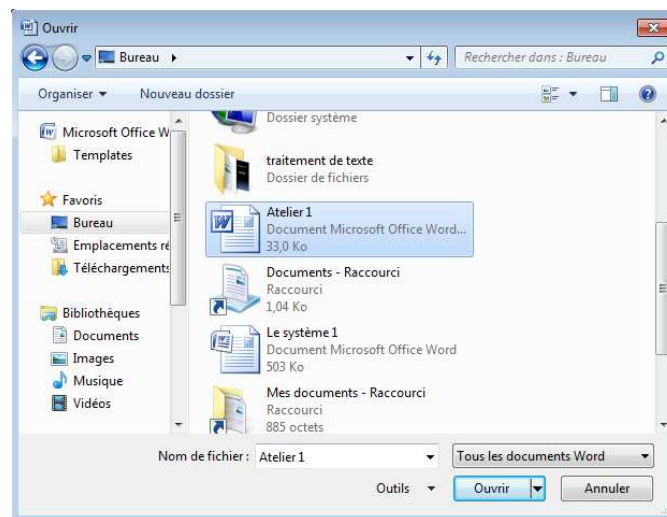 Ouvrir
Bureau
Rechercher dans : Bureau
Organiser
Nouveau dossier
Microsoft Office W
Templates
Favoris
Bureau
Emplacements ré
Téléchargements
Bibliothèques
Documents
Images
Musique
Vidéos
Dossier système
traitement de texte
Dossier de fichiers
Atelier 1
Document Microsoft Office Word...
33,0 Ko
Documents - Raccourci
Raccourci
1,04 Ko
Le système 1
Document Microsoft Office Word
503 Ko
Mes documents - Raccourci
Raccourci
885 octets
Nom de fichier : Atelier 1 Tous les documents Word
Outils Ouvrir Annuler